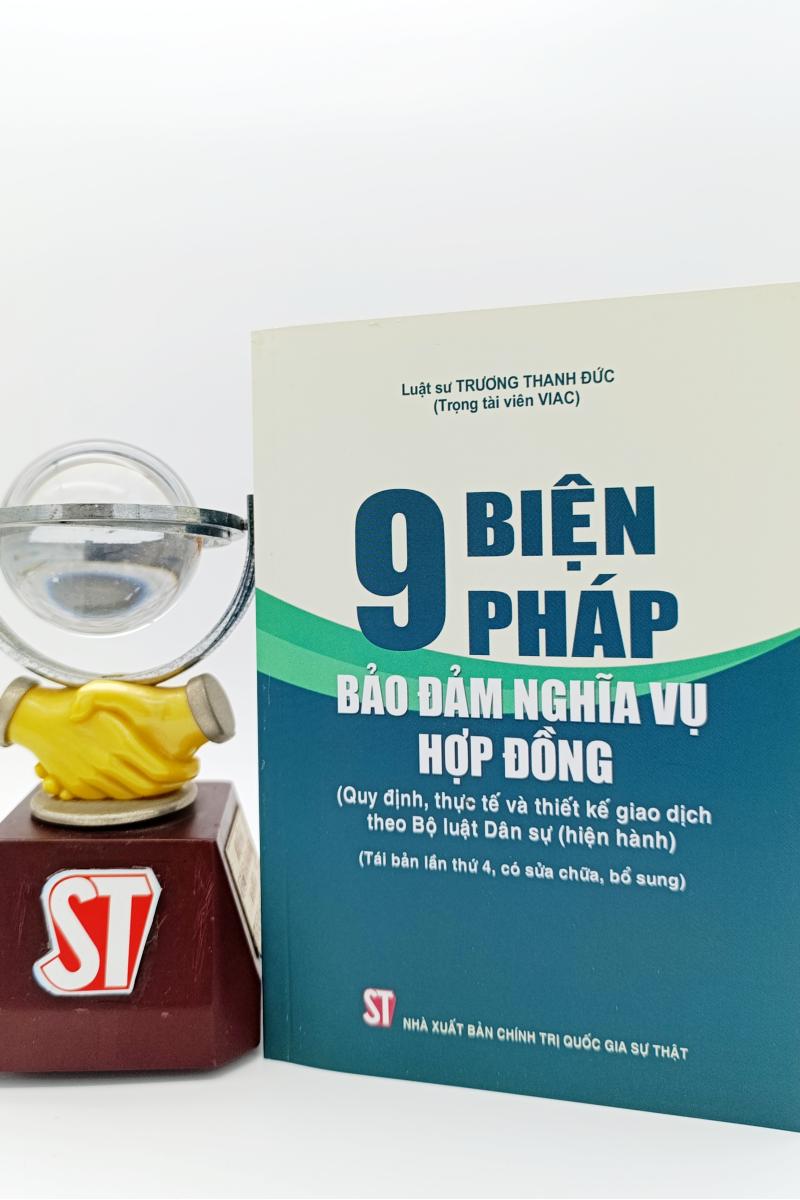 Luật sư TRƯƠNG THANH ĐỨC
(Trọng tài viên VIAC)
9 BIỆN
PHÁP
BẢO ĐẢM NGHĨA VỤ
HỢP ĐỒNG
(Quy định, thực tế và thiết kế giao dịch
theo Bộ luật Dân sự (hiện hành)
(Tái bản lần thứ 4, có sửa chữa, bổ sung)
ST NHÀ XUẤT BẢN CHÍNH TRỊ QUỐC GIA SỰ THẬT
ST